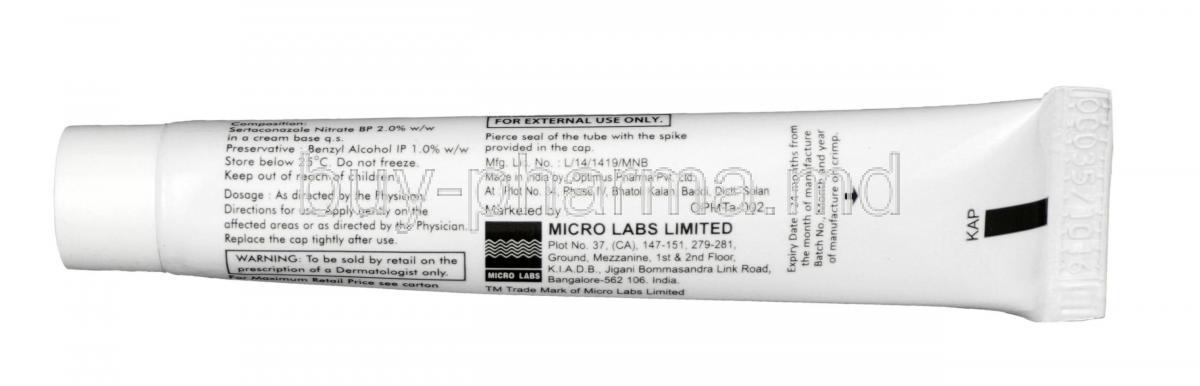 Composition:
Sertaconazole Nitrate BP 2.0% w/w
in a cream base q.s.
Preservative : Benzyl Alcohol IP 1.0% w/w
Store below 25°C. Do not freeze.
Keep out of reach of children.
Dosage : As directed by the Physician.
Directions for use: Apply gently on the
affected areas or as directed by the Physician.
Replace the cap tightly after use.
WARNING: To be sold by retail on the
prescription of a Dermatologist only.
For Maximum Retail Price see carton
FOR EXTERNAL USE ONLY.
Pierce seal of the tube with the spike
provided in the cap.
Mfg. Lic. No. : L/14/1419/MNB
Made in India by : Optimus Pharma Pvt. Ltd.
At : Plot No. 34, Phase IV, Bhatoli Kalan, Baddi, Distt. Solan
Marketed by OPMTa-002
MICRO LABS
MICRO LABS LIMITED
Plot No. 37, (CA), 147-151, 279-281,
Ground, Mezzanine, 1st & 2nd Floor,
K.I.A.D.B., Jigani Bommasandra Link Road,
Bangalore-562 106. India.
TM Trade Mark of Micro Labs Limited
Expiry Date : 24 months from
the month of manufacture
Batch No., Month and year
of manufacture on crimp.
KAP
buy-pharma.md